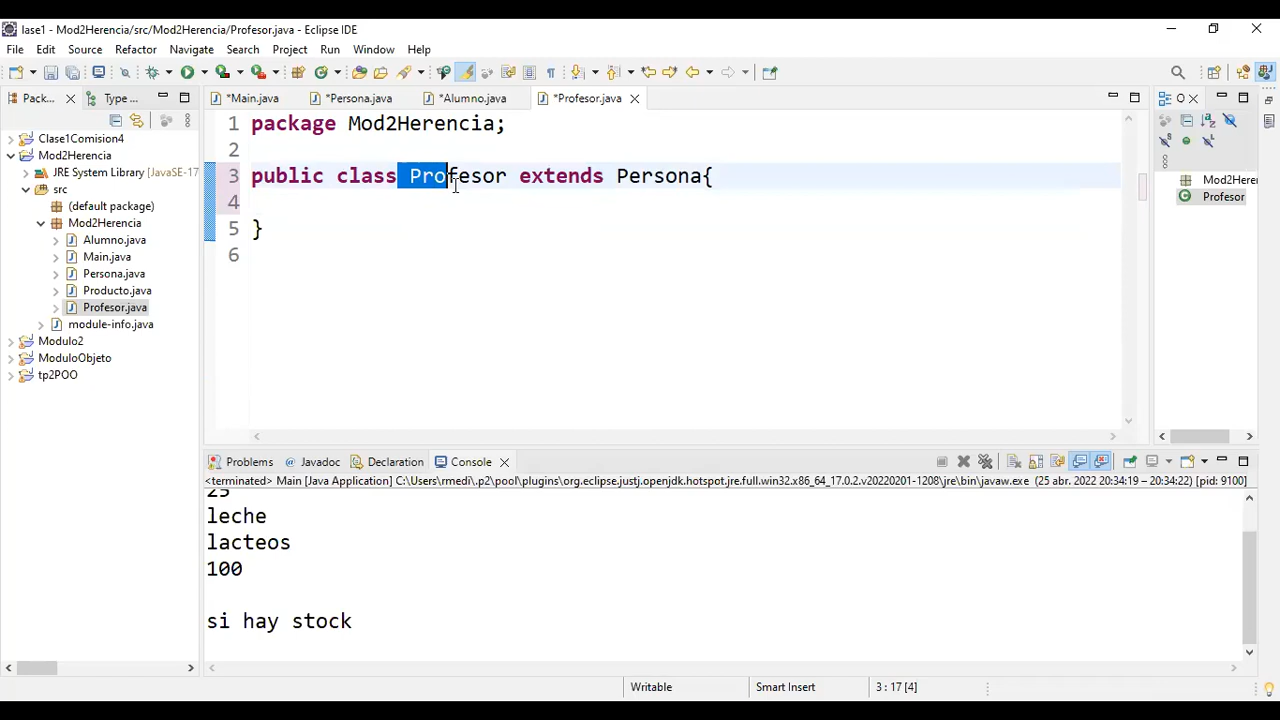 lase1 - Mod2Herencia/src/Mod2Herencia/Profesor.java - Eclipse IDE
File Edit Source Refactor Navigate Search Project Run Window Help
Pack... Type ... *Main.java *Persona.java *Alumno.java *Profesor.java O
Clase1Comision4
Mod2Herencia
JRE System Library [JavaSE-17
src
(default package)
Mod2Herencia
Alumno.java
Main.java
Persona.java
Producto.java
Profesor.java
module-info.java
Modulo2
ModuloObjeto
tp2POO
1 package Mod2Herencia;
2
3 public class Profesor extends Persona{
4
5 }
6
Mod2Heren
Profesor
Problems Javadoc Declaration Console
<terminated> Main [Java Application] C:\Users\rmedi\.p2\pool\plugins\org.eclipse.justj.openjdk.hotspot.jre.full.win32.x86_64_17.0.2.v20220201-1208\jre\bin\javaw.exe (25 abr. 2022 20:34:19 – 20:34:22) [pid: 9100]
25
leche
lacteos
100
si hay stock
Writable Smart Insert 3 : 17 [4]